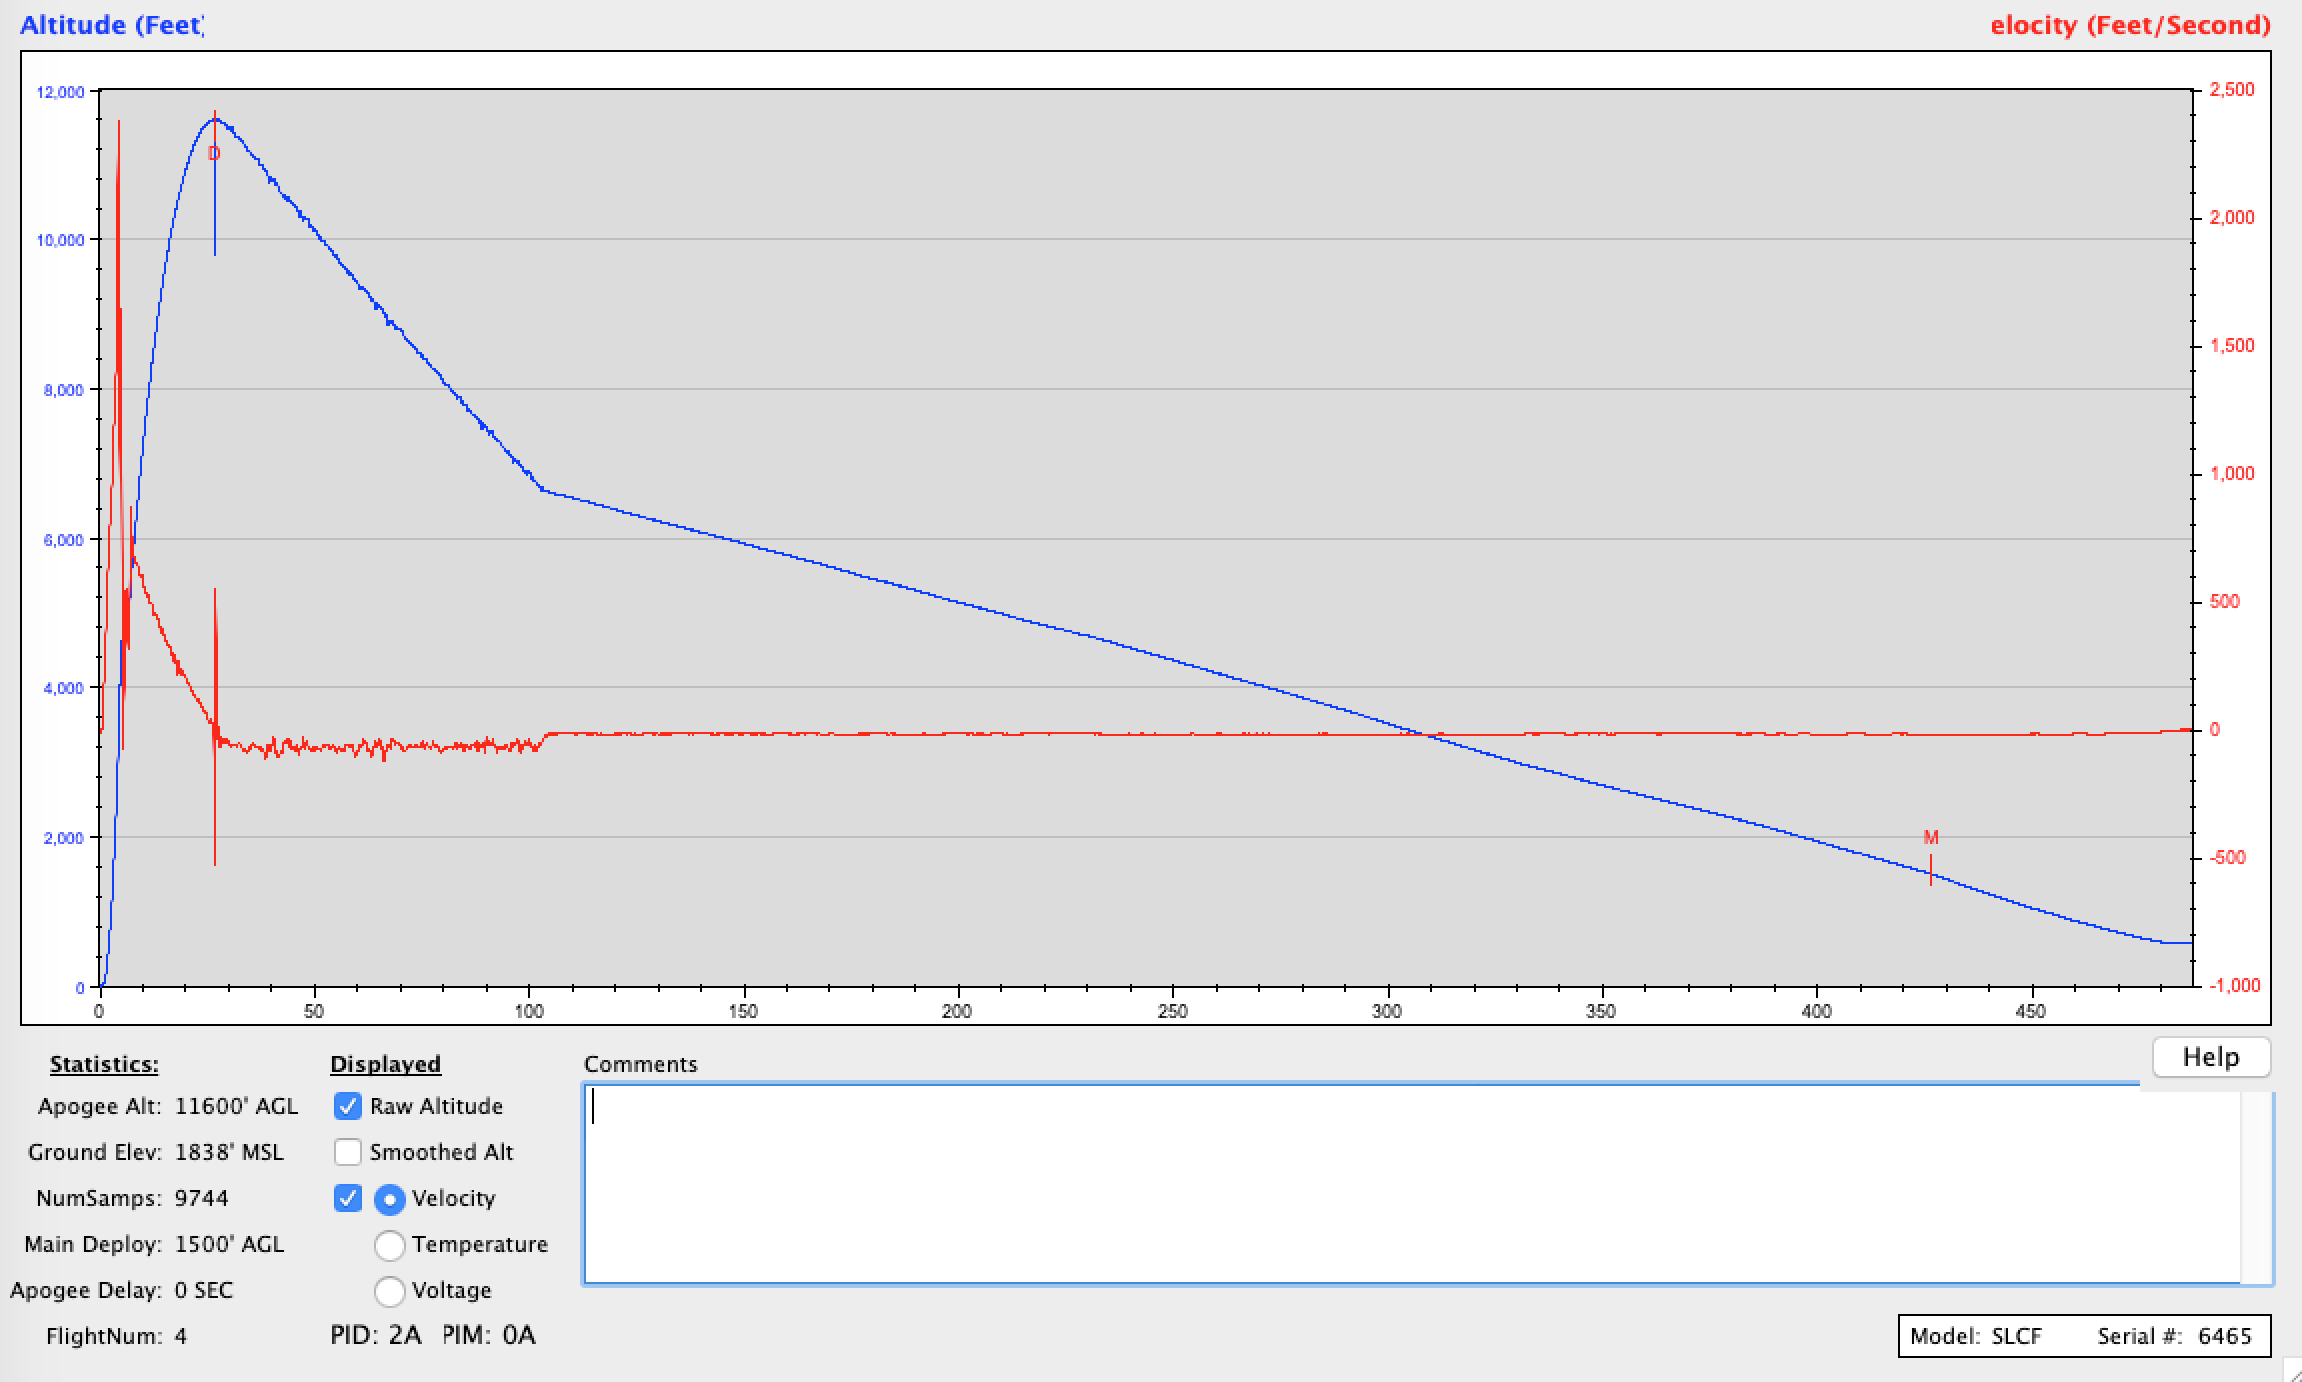 Altitude (Feet)
elocity (Feet/Second)
12,000
10,000
8,000
6,000
4,000
2,000
0
2,500
2,000
1,500
1,000
500
0
-500
-1,000
D
M
0 50 100 150 200 250 300 350 400 450
Statistics:
Apogee Alt: 11600' AGL
Ground Elev: 1838' MSL
NumSamps: 9744
Main Deploy: 1500' AGL
Apogee Delay: 0 SEC
FlightNum: 4
Displayed
Raw Altitude
Smoothed Alt
Velocity
Temperature
Voltage
PID: 2A PIM: 0A
Comments
Help
Model: SLCF Serial #: 6465